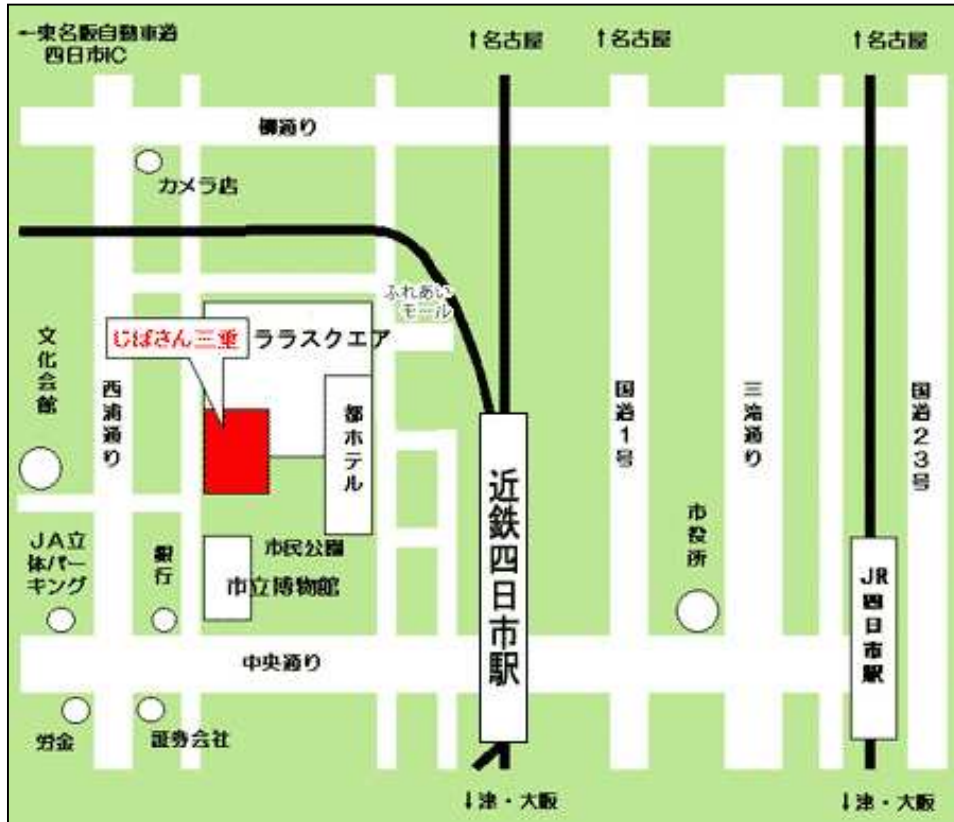 ←東名阪自動車道
四日市IC
↑名古屋
↑名古屋
↑名古屋
柳通り
カメラ店
ふれあい
モール
じばさん三重
ララスクエア
文化会館
西浦通り
都ホテル
国道1号
三滝通り
国道23号
近鉄四日市駅
市役所
JA立
体パー
キング
銀行
市民公園
市立博物館
JR四日市駅
中央通り
労金
証券会社
↓津・大阪
↓津・大阪